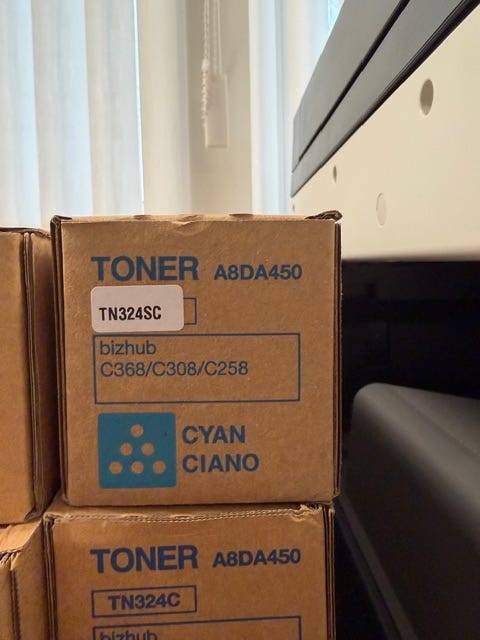 TONER A8DA450
TN324SC
bizhub
C368/C308/C258
CYAN
CIANO
TONER A8DA450
TN324C
bizhub